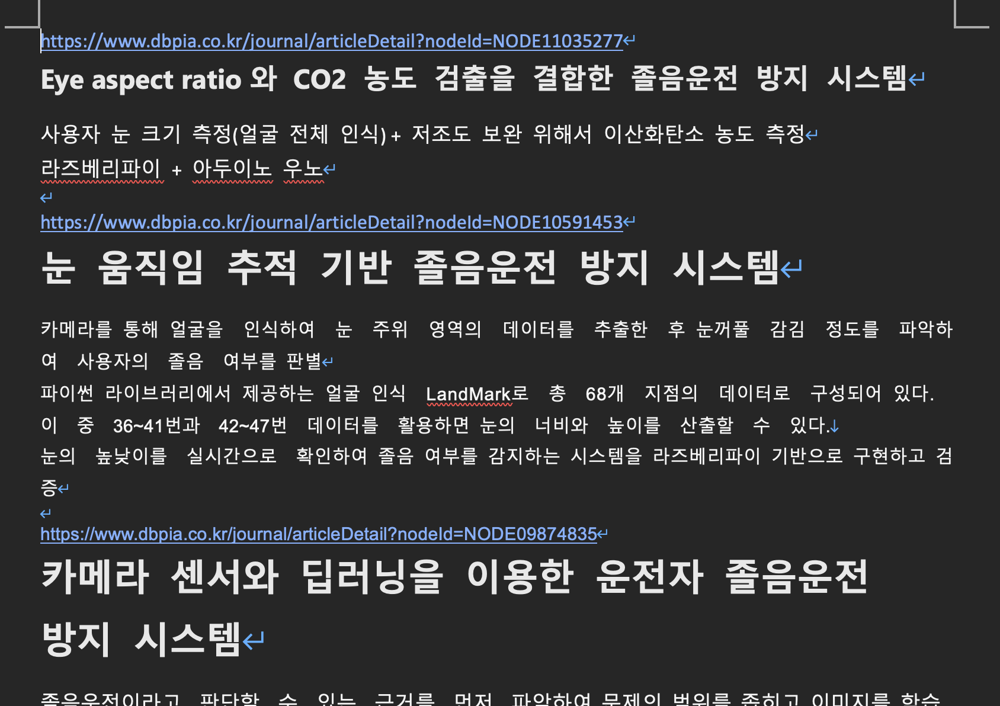 https://www.dbpia.co.kr/journal/articleDetail?nodeId=NODE11035277
Eye aspect ratio 와 CO2 농도 검출을 결합한 졸음운전 방지 시스템
사용자 눈 크기 측정(얼굴 전체 인식)+ 저조도 보완 위해서 이산화탄소 농도 측정
라즈베리파이 + 아두이노 우노
https://www.dbpia.co.kr/journal/articleDetail?nodeId=NODE10591453
눈 움직임 추적 기반 졸음운전 방지 시스템
카메라를 통해 얼굴을 인식하여 눈 주위 영역의 데이터를 추출한 후 눈꺼풀 감김 정도를 파악하
여 사용자의 졸음 여부를 판별
파이썬 라이브러리에서 제공하는 얼굴 인식 LandMark로 총 68개 지점의 데이터로 구성되어 있다.
이 중 36~41번과 42~47번 데이터를 활용하면 눈의 너비와 높이를 산출할 수 있다.
눈의 높낮이를 실시간으로 확인하여 졸음 여부를 감지하는 시스템을 라즈베리파이 기반으로 구현하고 검
증
https://www.dbpia.co.kr/journal/articleDetail?nodeId=NODE09874835
카메라 센서와 딥러닝을 이용한 운전자 졸음운전
방지 시스템
졸음운전이라고 판단할 수 있는 근거를 먼저 파악하여 문제의 범위를 좁히고 이미지를 학습